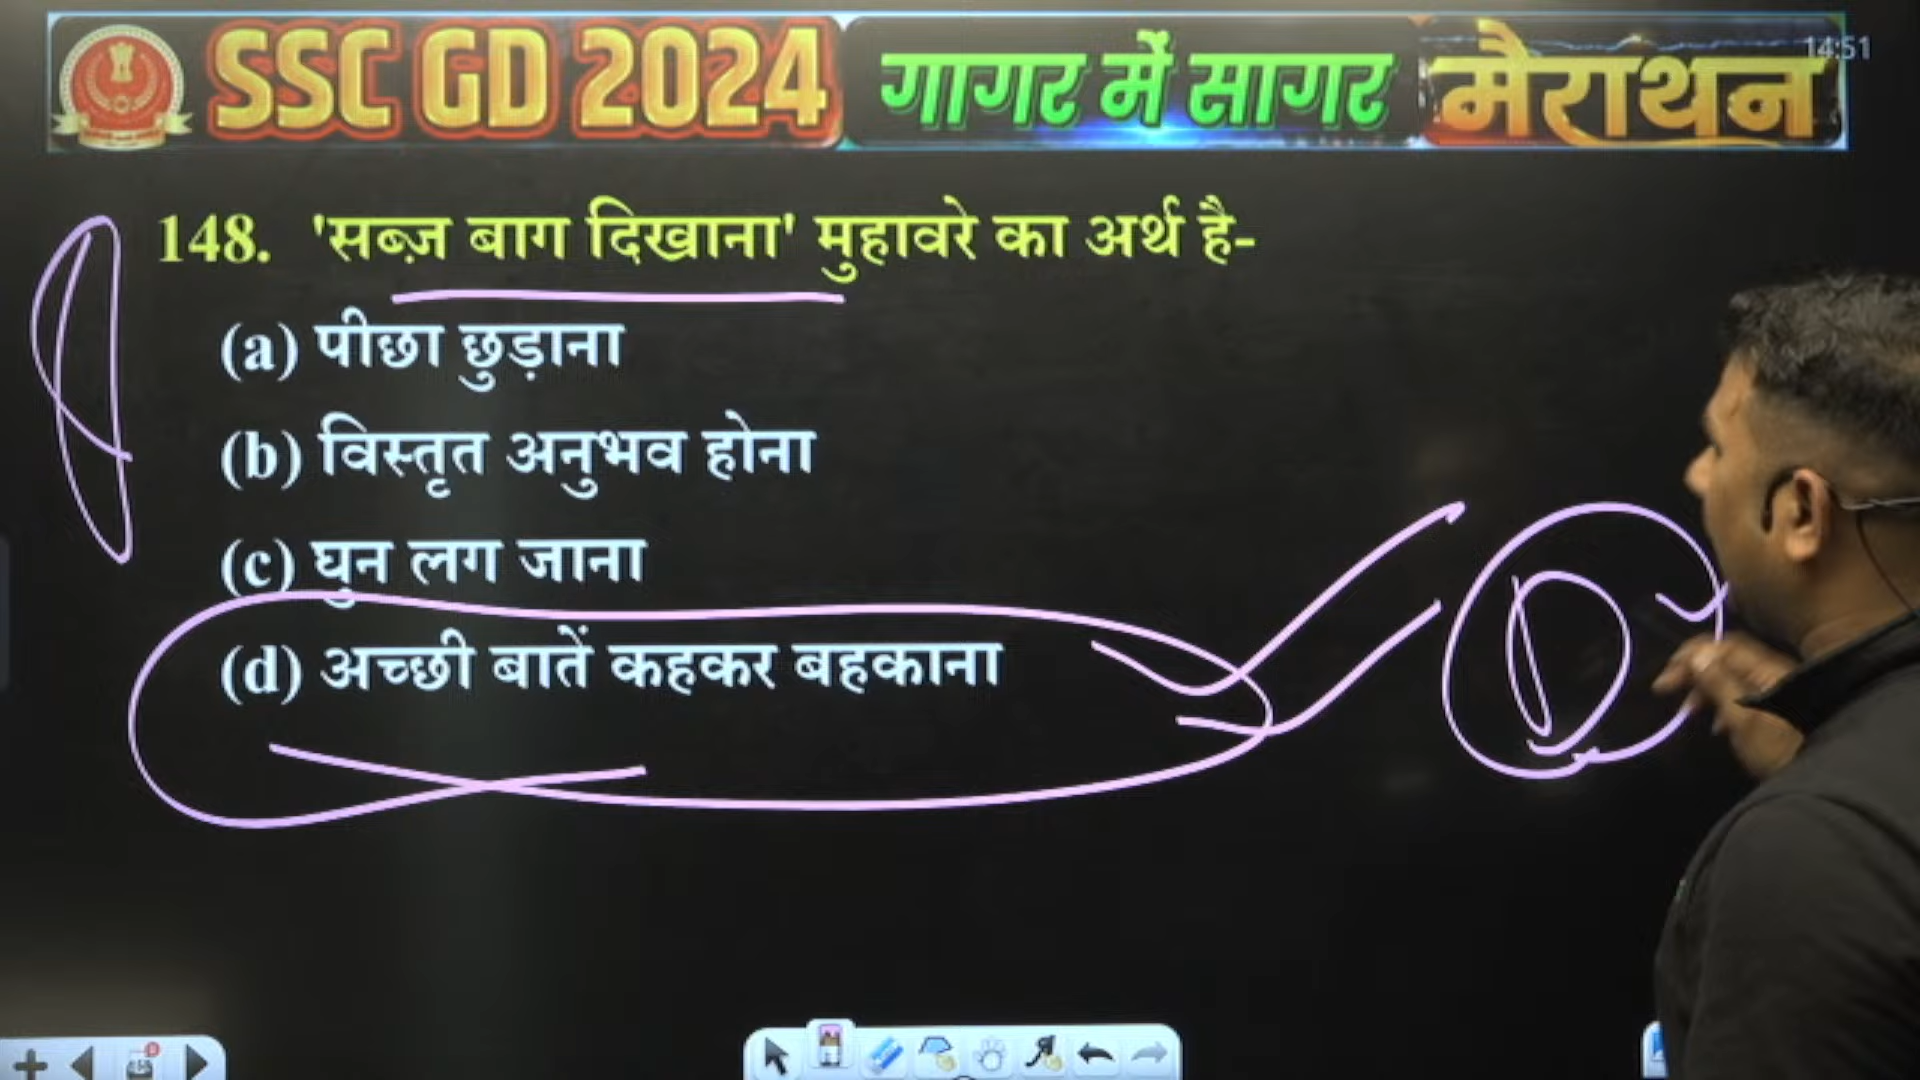 SSC GD 2024 गागर में सागर मैराथन
14:51
148. 'सब्ज़ बाग दिखाना' मुहावरे का अर्थ है-
(a) पीछा छुड़ाना
(b) विस्तृत अनुभव होना
(c) घुन लग जाना
(d) अच्छी बातें कहकर बहकाना
D